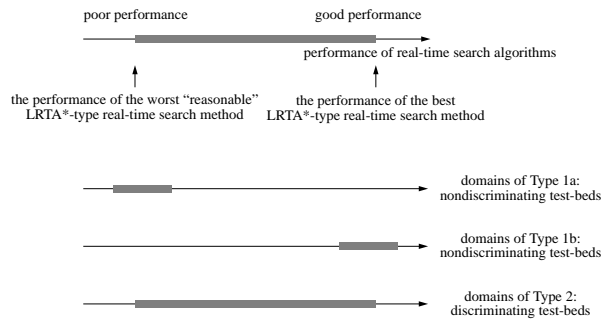 poor performance
good performance
performance of real-time search algorithms
the performance of the worst “reasonable”
LRTA*-type real-time search method
the performance of the best
LRTA*-type real-time search method
domains of Type 1a:
nondiscriminating test-beds
domains of Type 1b:
nondiscriminating test-beds
domains of Type 2:
discriminating test-beds